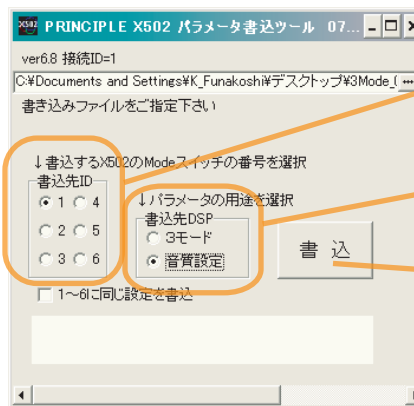 PRINCIPLE X502 パラメータ書込ツール 07...
ver6.8 接続ID=1
C:¥Documents and Settings¥K_Funakoshi¥デスクトップ¥3Mode_(
書き込みファイルをご指定下さい
↓書込するX502のModeスイッチの番号を選択
書込先ID
1 4
2 5
3 6
↓パラメータの用途を選択
書込先DSP
3モード
音質設定
書 込
1～6に同じ設定を書込